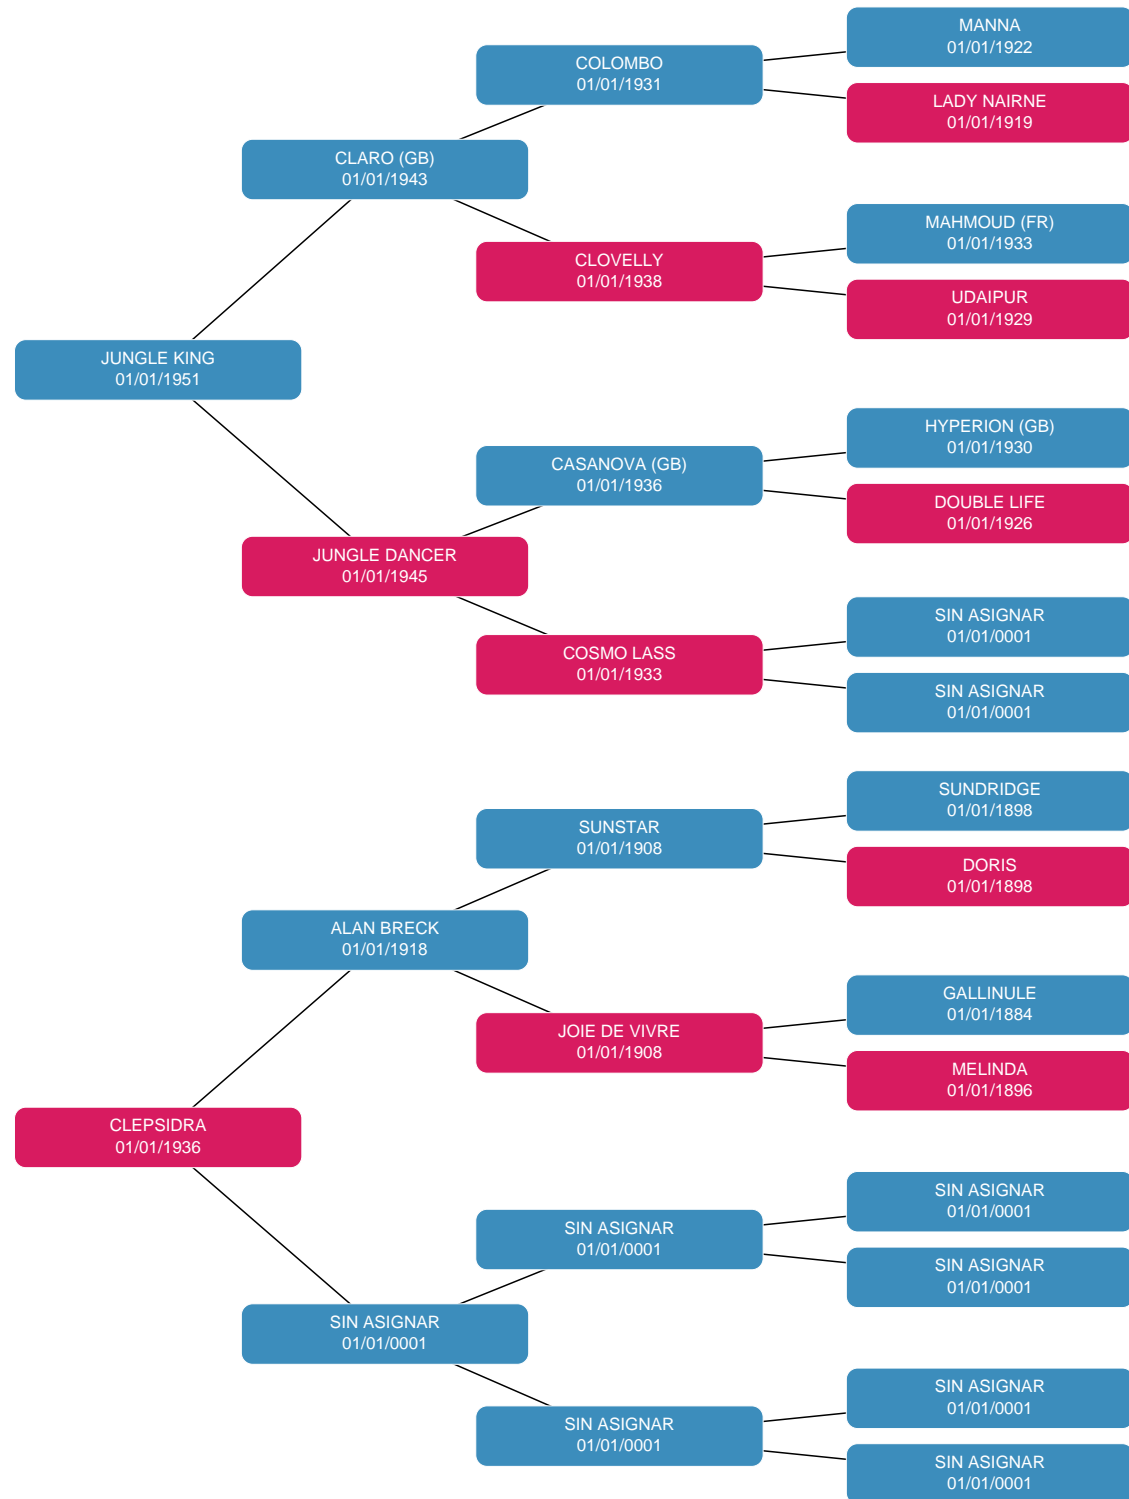 MANNA
01/01/1922
COLOMBO
01/01/1931
LADY NAIRNE
01/01/1919
CLARO (GB)
01/01/1943
MAHMOUD (FR)
01/01/1933
CLOVELLY
01/01/1938
UDAIPUR
01/01/1929
JUNGLE KING
01/01/1951
HYPERION (GB)
01/01/1930
CASANOVA (GB)
01/01/1936
DOUBLE LIFE
01/01/1926
JUNGLE DANCER
01/01/1945
SIN ASIGNAR
01/01/0001
COSMO LASS
01/01/1933
SIN ASIGNAR
01/01/0001
SUNDRIDGE
01/01/1898
SUNSTAR
01/01/1908
DORIS
01/01/1898
ALAN BRECK
01/01/1918
GALLINULE
01/01/1884
JOIE DE VIVRE
01/01/1908
MELINDA
01/01/1896
CLEPSIDRA
01/01/1936
SIN ASIGNAR
01/01/0001
SIN ASIGNAR
01/01/0001
SIN ASIGNAR
01/01/0001
SIN ASIGNAR
01/01/0001
SIN ASIGNAR
01/01/0001
SIN ASIGNAR
01/01/0001
SIN ASIGNAR
01/01/0001